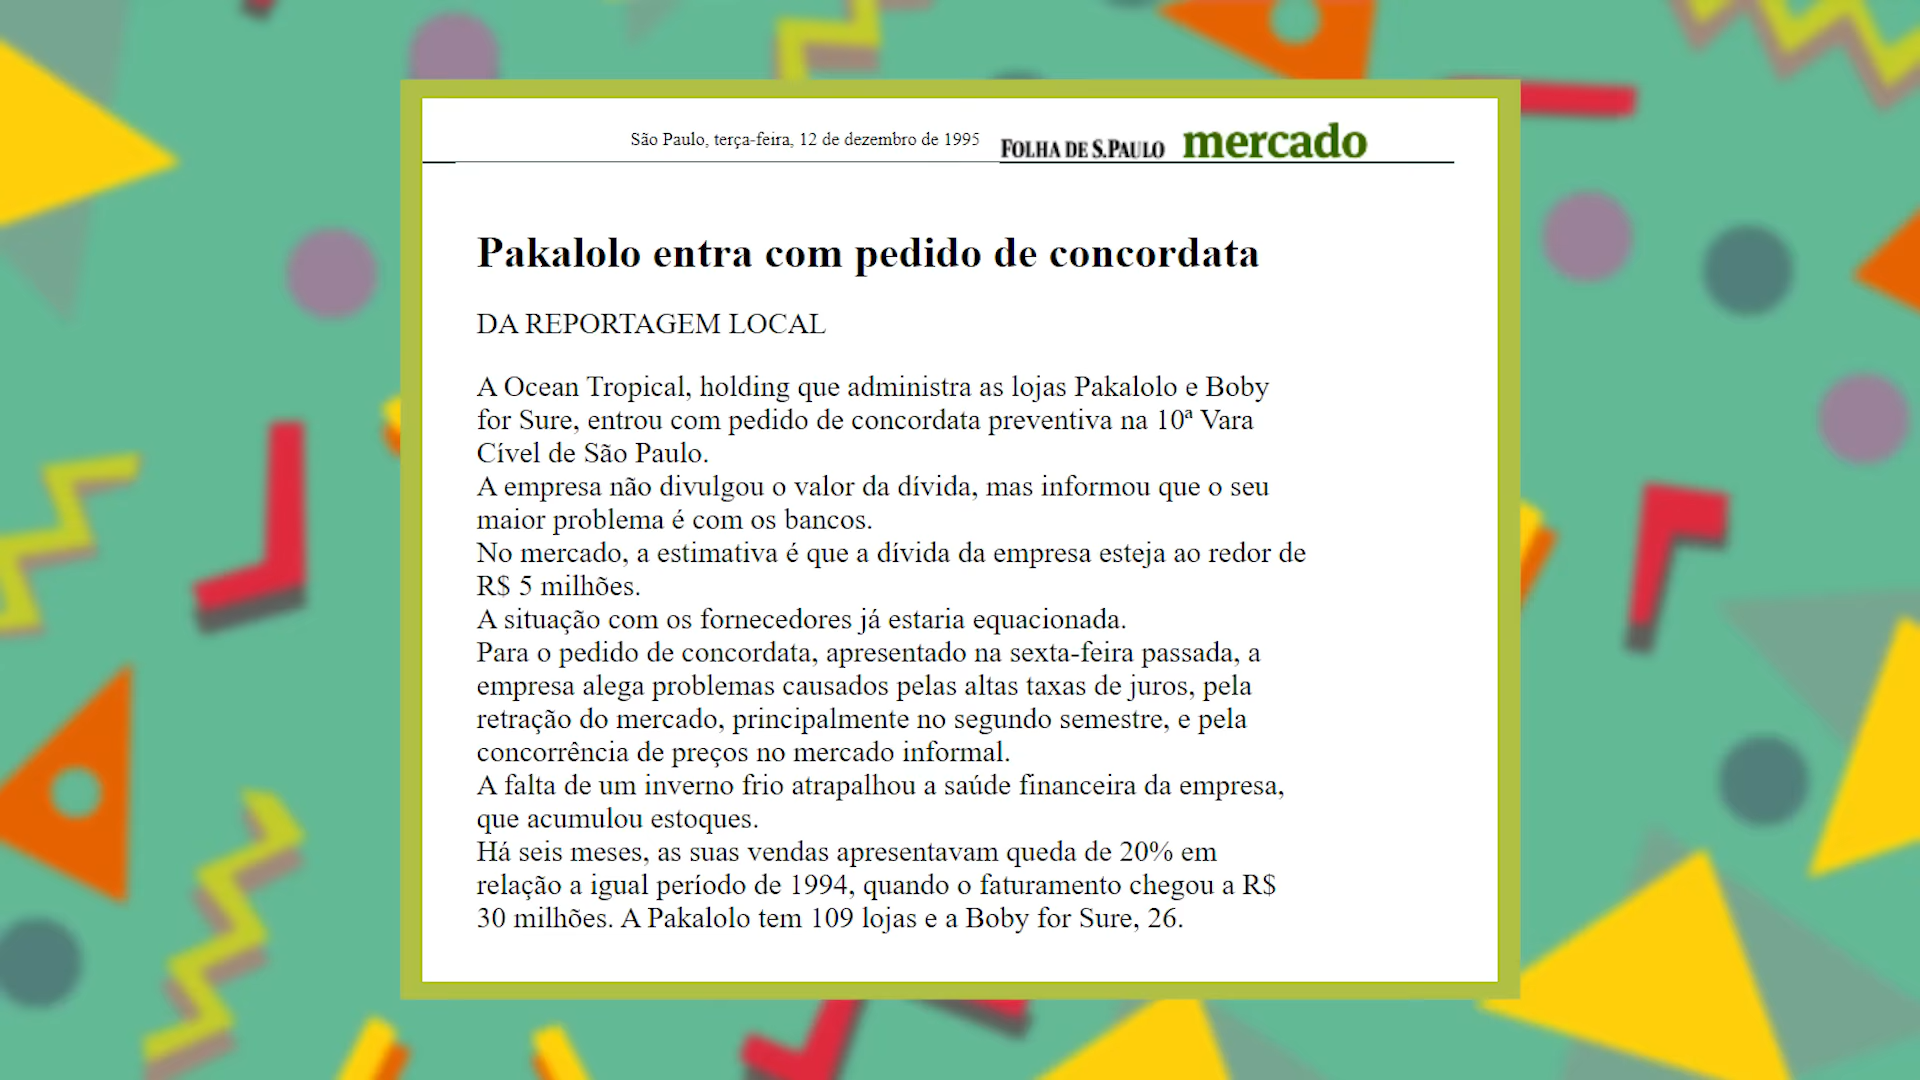 São Paulo, terça-feira, 12 de dezembro de 1995 FOLHA DE S.PAULO mercado
Pakalolo entra com pedido de concordata
DA REPORTAGEM LOCAL
A Ocean Tropical, holding que administra as lojas Pakalolo e Boby
for Sure, entrou com pedido de concordata preventiva na 10ª Vara
Cível de São Paulo.
A empresa não divulgou o valor da dívida, mas informou que o seu
maior problema é com os bancos.
No mercado, a estimativa é que a dívida da empresa esteja ao redor de
R$ 5 milhões.
A situação com os fornecedores já estaria equacionada.
Para o pedido de concordata, apresentado na sexta-feira passada, a
empresa alega problemas causados pelas altas taxas de juros, pela
retração do mercado, principalmente no segundo semestre, e pela
concorrência de preços no mercado informal.
A falta de um inverno frio atrapalhou a saúde financeira da empresa,
que acumulou estoques.
Há seis meses, as suas vendas apresentavam queda de 20% em
relação a igual período de 1994, quando o faturamento chegou a R$
30 milhões. A Pakalolo tem 109 lojas e a Boby for Sure, 26.